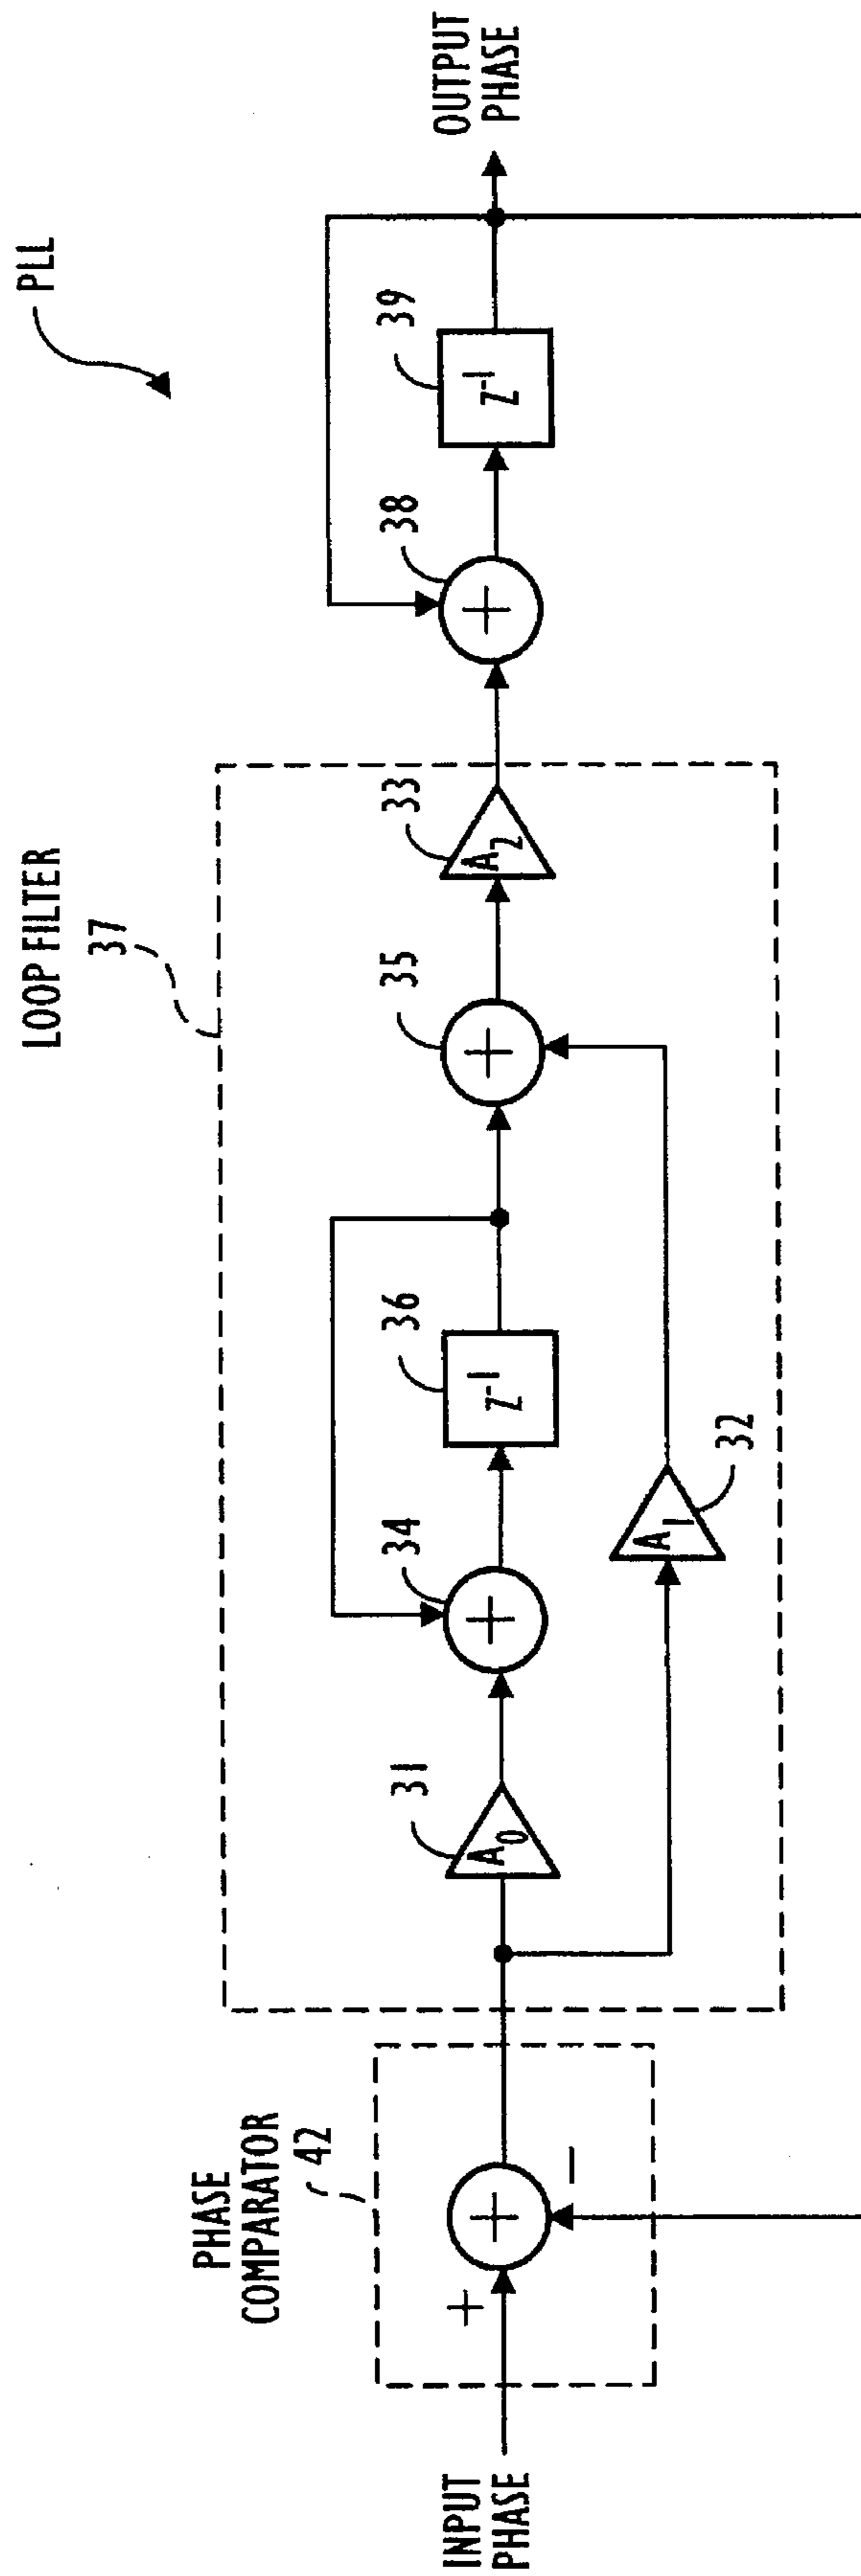 PLL
LOOP FILTER
37
PHASE
COMPARATOR
42
+
+
−
INPUT
PHASE
31
A0
34
+
36
Z-1
35
+
33
A2
32
A1
38
+
39
Z-1
OUTPUT
PHASE